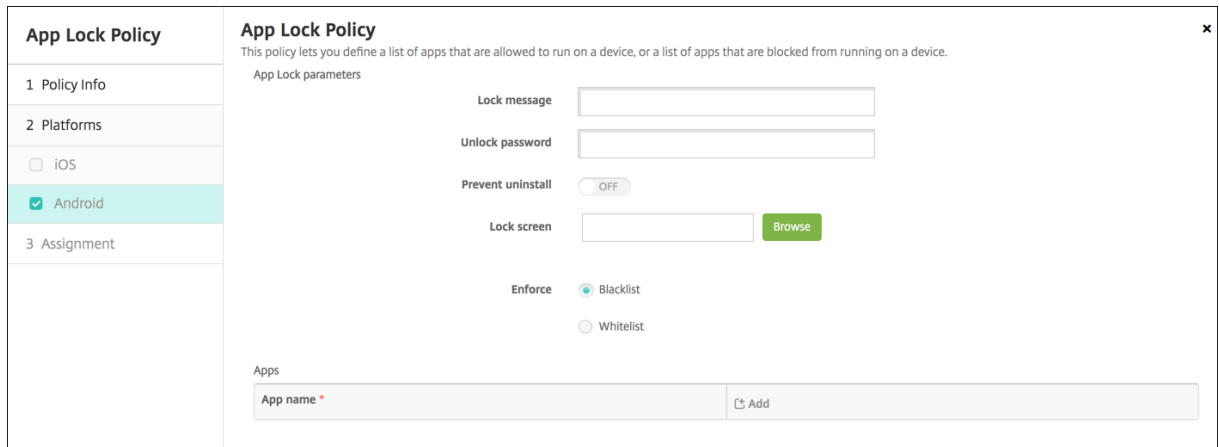 App Lock Policy
1 Policy Info
2 Platforms
iOS
Android
3 Assignment
App Lock Policy
This policy lets you define a list of apps that are allowed to run on a device, or a list of apps that are blocked from running on a device.
App Lock parameters
Lock message
Unlock password
Prevent uninstall
OFF
Lock screen
Browse
Enforce
Blacklist
Whitelist
Apps
App name *
Add